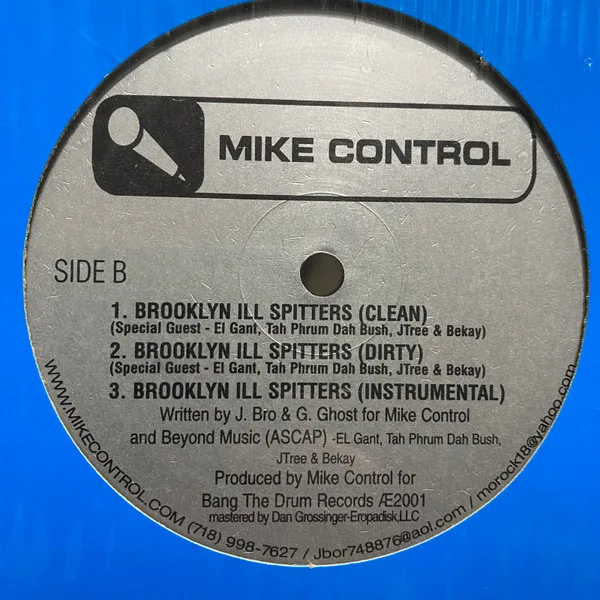 MIKE CONTROL
SIDE B
1. BROOKLYN ILL SPITTERS (CLEAN)
(Special Guest - El Gant, Tah Phrum Dah Bush, JTree & Bekay)
2. BROOKLYN ILL SPITTERS (DIRTY)
(Special Guest - El Gant, Tah Phrum Dah Bush, JTree & Bekay)
3. BROOKLYN ILL SPITTERS (INSTRUMENTAL)
Written by J. Bro & G. Ghost for Mike Control
and Beyond Music (ASCAP) -EL Gant, Tah Phrum Dah Bush,
JTree & Bekay
Produced by Mike Control for
Bang The Drum Records Æ2001
mastered by Dan Grossinger-Eropadisk,LLC
WWW.MIKECONTROL.COM (718) 998-7627 / Jbor748876@aol.com / morock18@yahoo.com